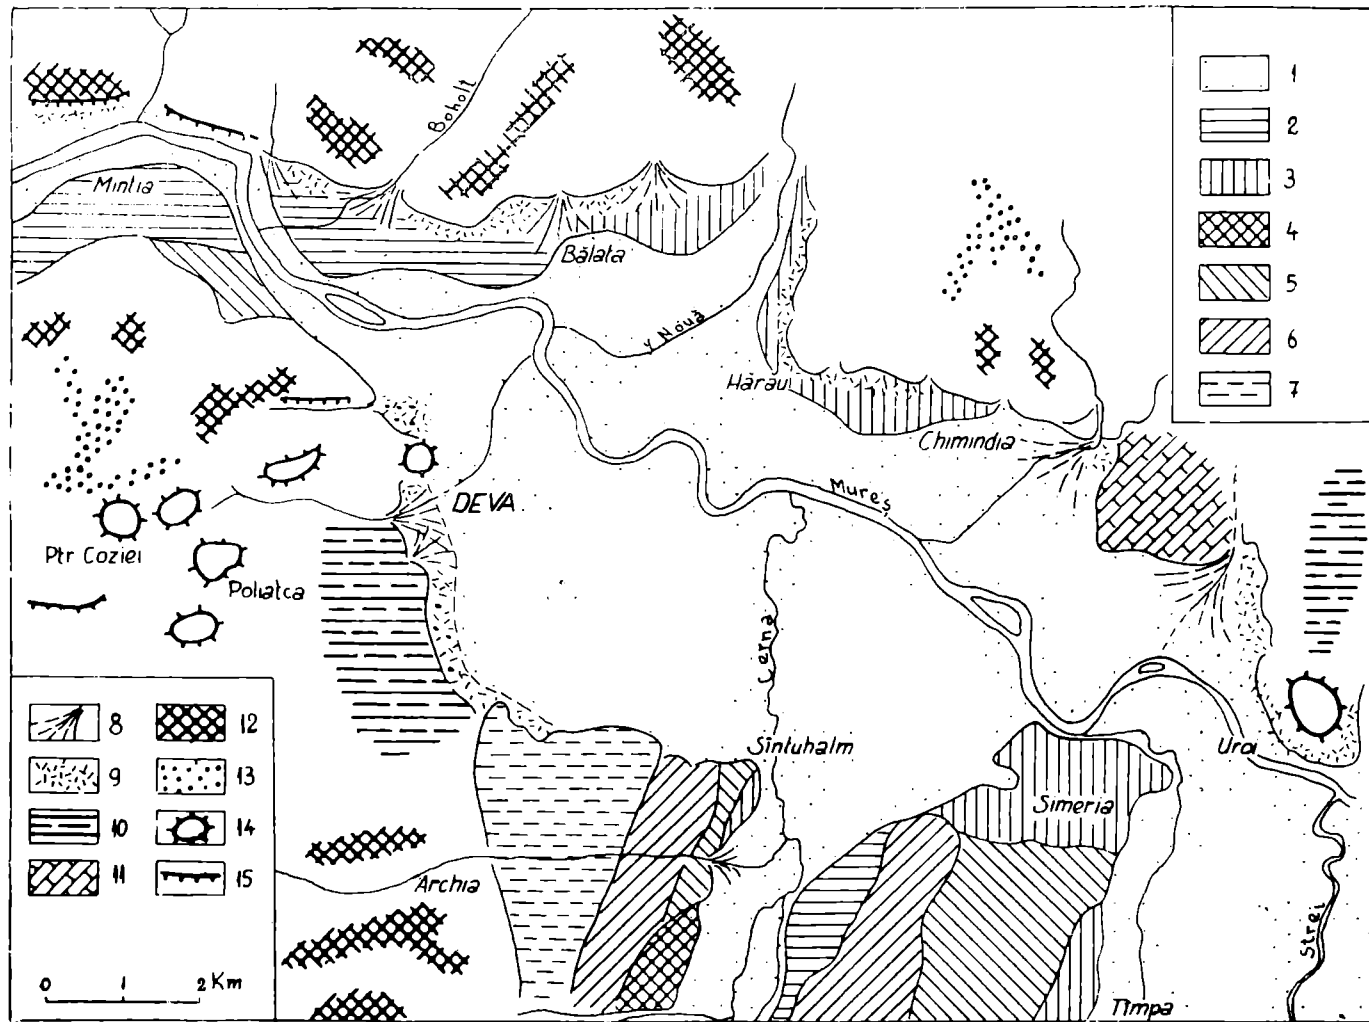 1
2
3
4
5
6
7
Boholt
Mintia
Bălata
y Nouă
Hărău
Chimindia
Mureș
DEVA
Ptr Coziei
Poliatca
Cerna
Sîntuhalm
Uroi
Simeria
Archia
Strei
Tîmpa
8 12
9 13
10 14
11 15
0 1 2 Km